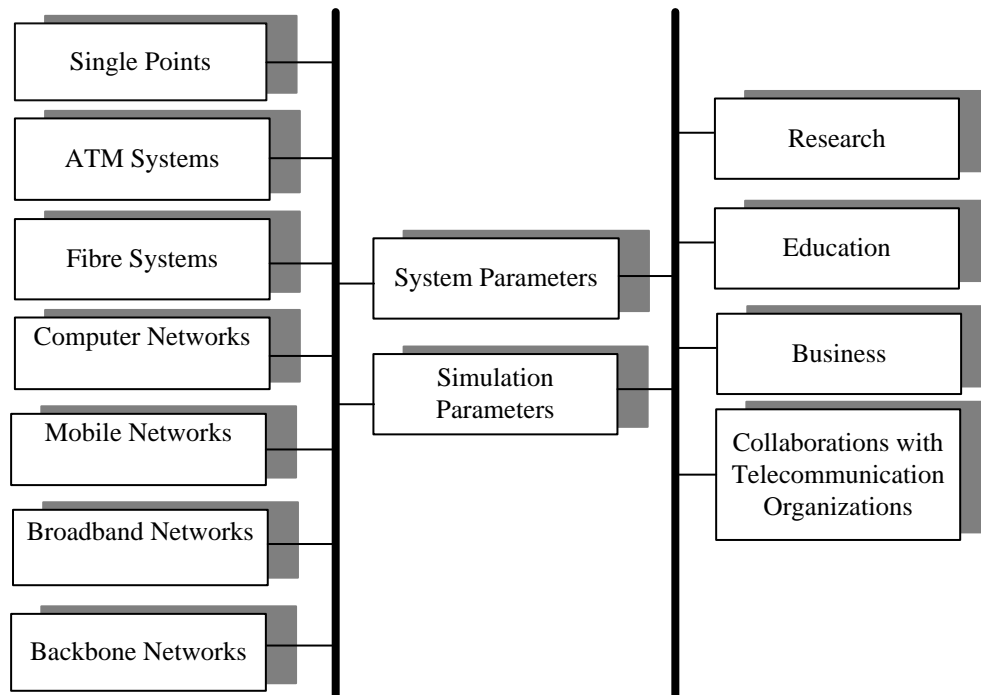 Single Points
ATM Systems
Fibre Systems
Computer Networks
Mobile Networks
Broadband Networks
Backbone Networks
System Parameters
Simulation
Parameters
Research
Education
Business
Collaborations with
Telecommunication
Organizations